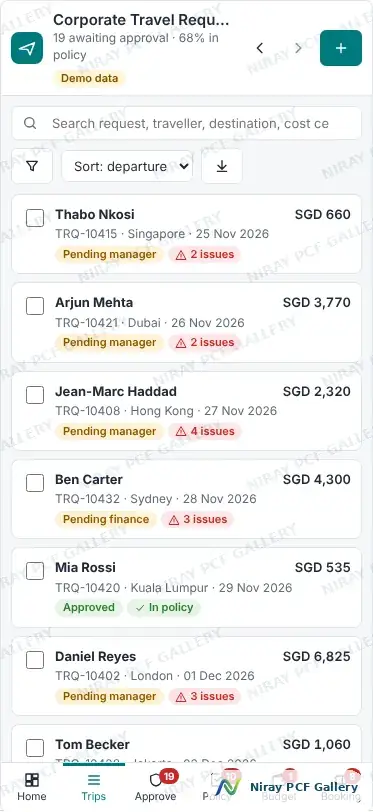 Corporate Travel Requ...
19 awaiting approval · 68% in
policy
Demo data
Search request, traveller, destination, cost ce
Sort: departure
Thabo Nkosi SGD 660
TRQ-10415 · Singapore · 25 Nov 2026
Pending manager 2 issues
Arjun Mehta SGD 3,770
TRQ-10421 · Dubai · 26 Nov 2026
Pending manager 2 issues
Jean-Marc Haddad SGD 2,320
TRQ-10408 · Hong Kong · 27 Nov 2026
Pending manager 4 issues
Ben Carter SGD 4,300
TRQ-10432 · Sydney · 28 Nov 2026
Pending finance 3 issues
Mia Rossi SGD 535
TRQ-10420 · Kuala Lumpur · 29 Nov 2026
Approved In policy
Daniel Reyes SGD 6,825
TRQ-10402 · London · 01 Dec 2026
Pending manager 3 issues
Tom Becker SGD 1,060
19
Home Trips Approve Budget Booking
Niray PCF Gallery
NIRAY PCF GALLERY